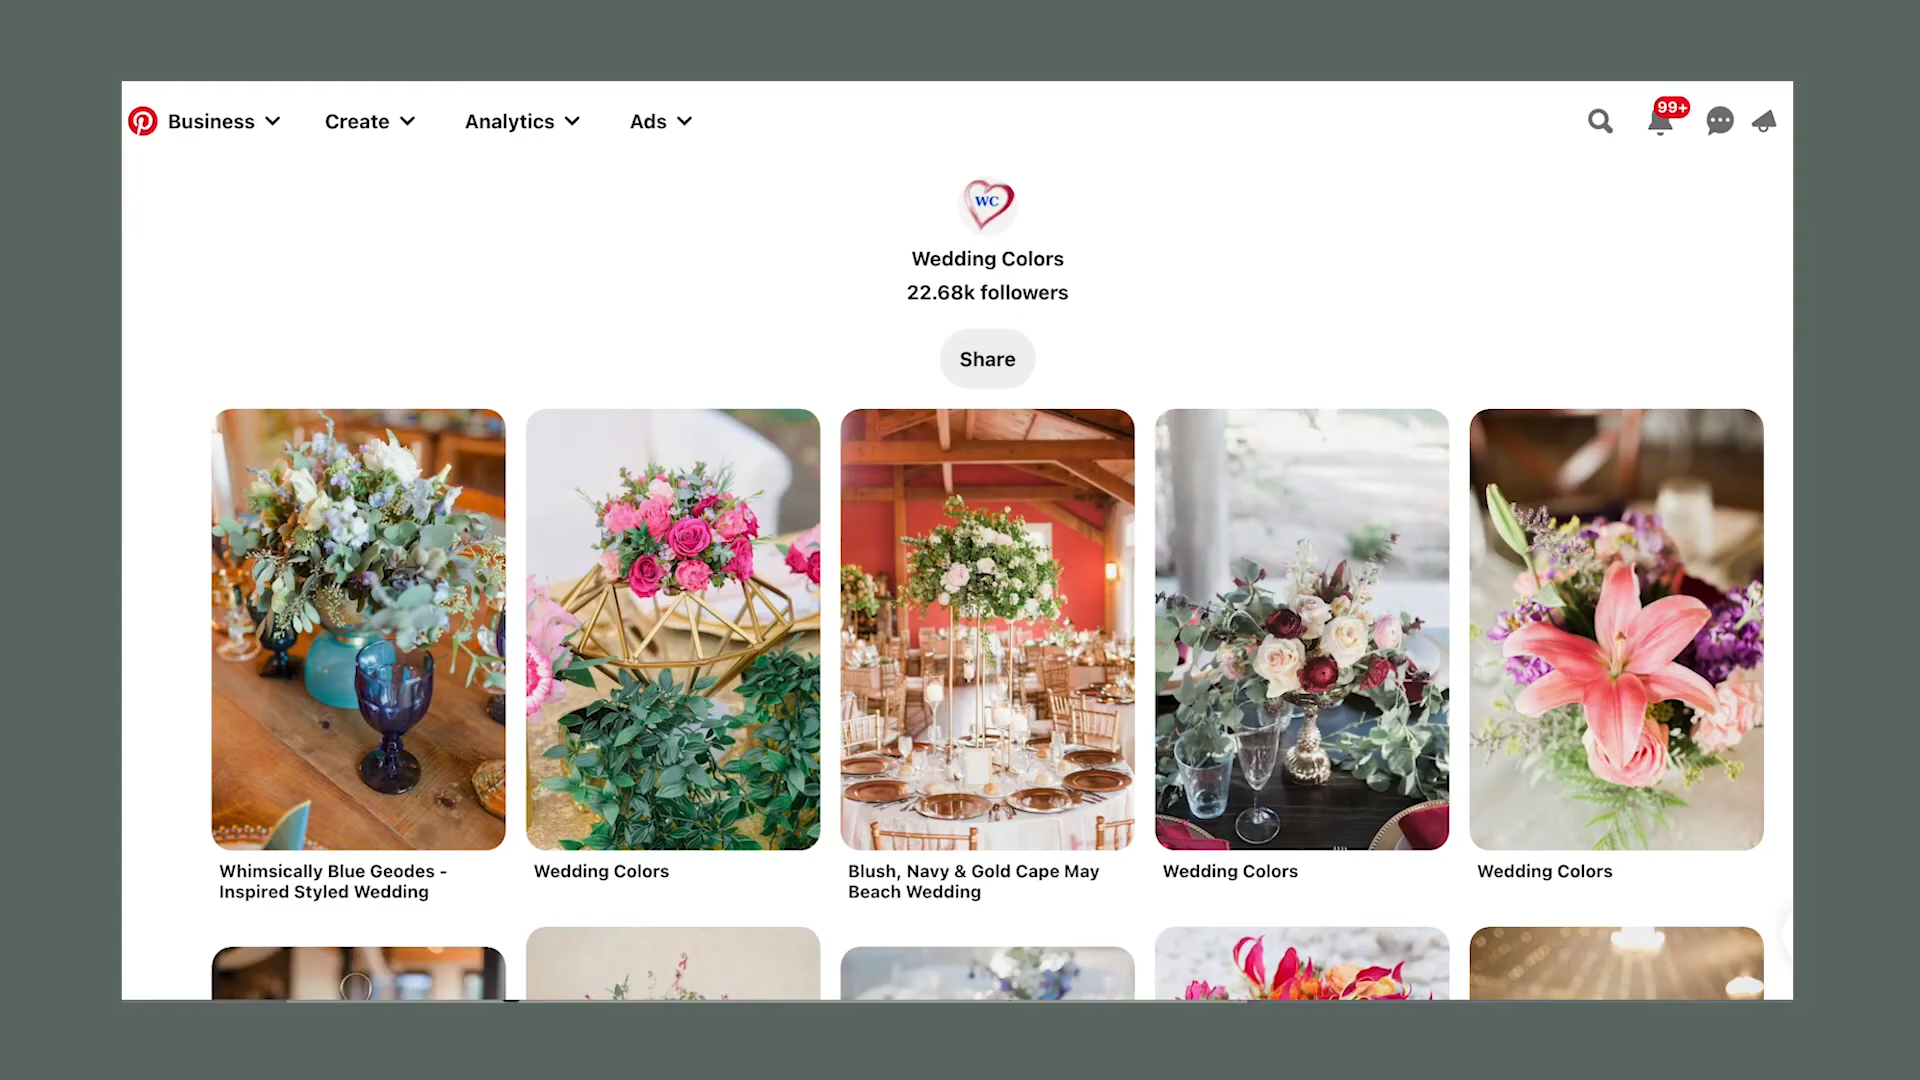 Business
Create
Analytics
Ads
99+
WC
Wedding Colors
22.68k followers
Share
Whimsically Blue Geodes -
Inspired Styled Wedding
Wedding Colors
Blush, Navy & Gold Cape May
Beach Wedding
Wedding Colors
Wedding Colors